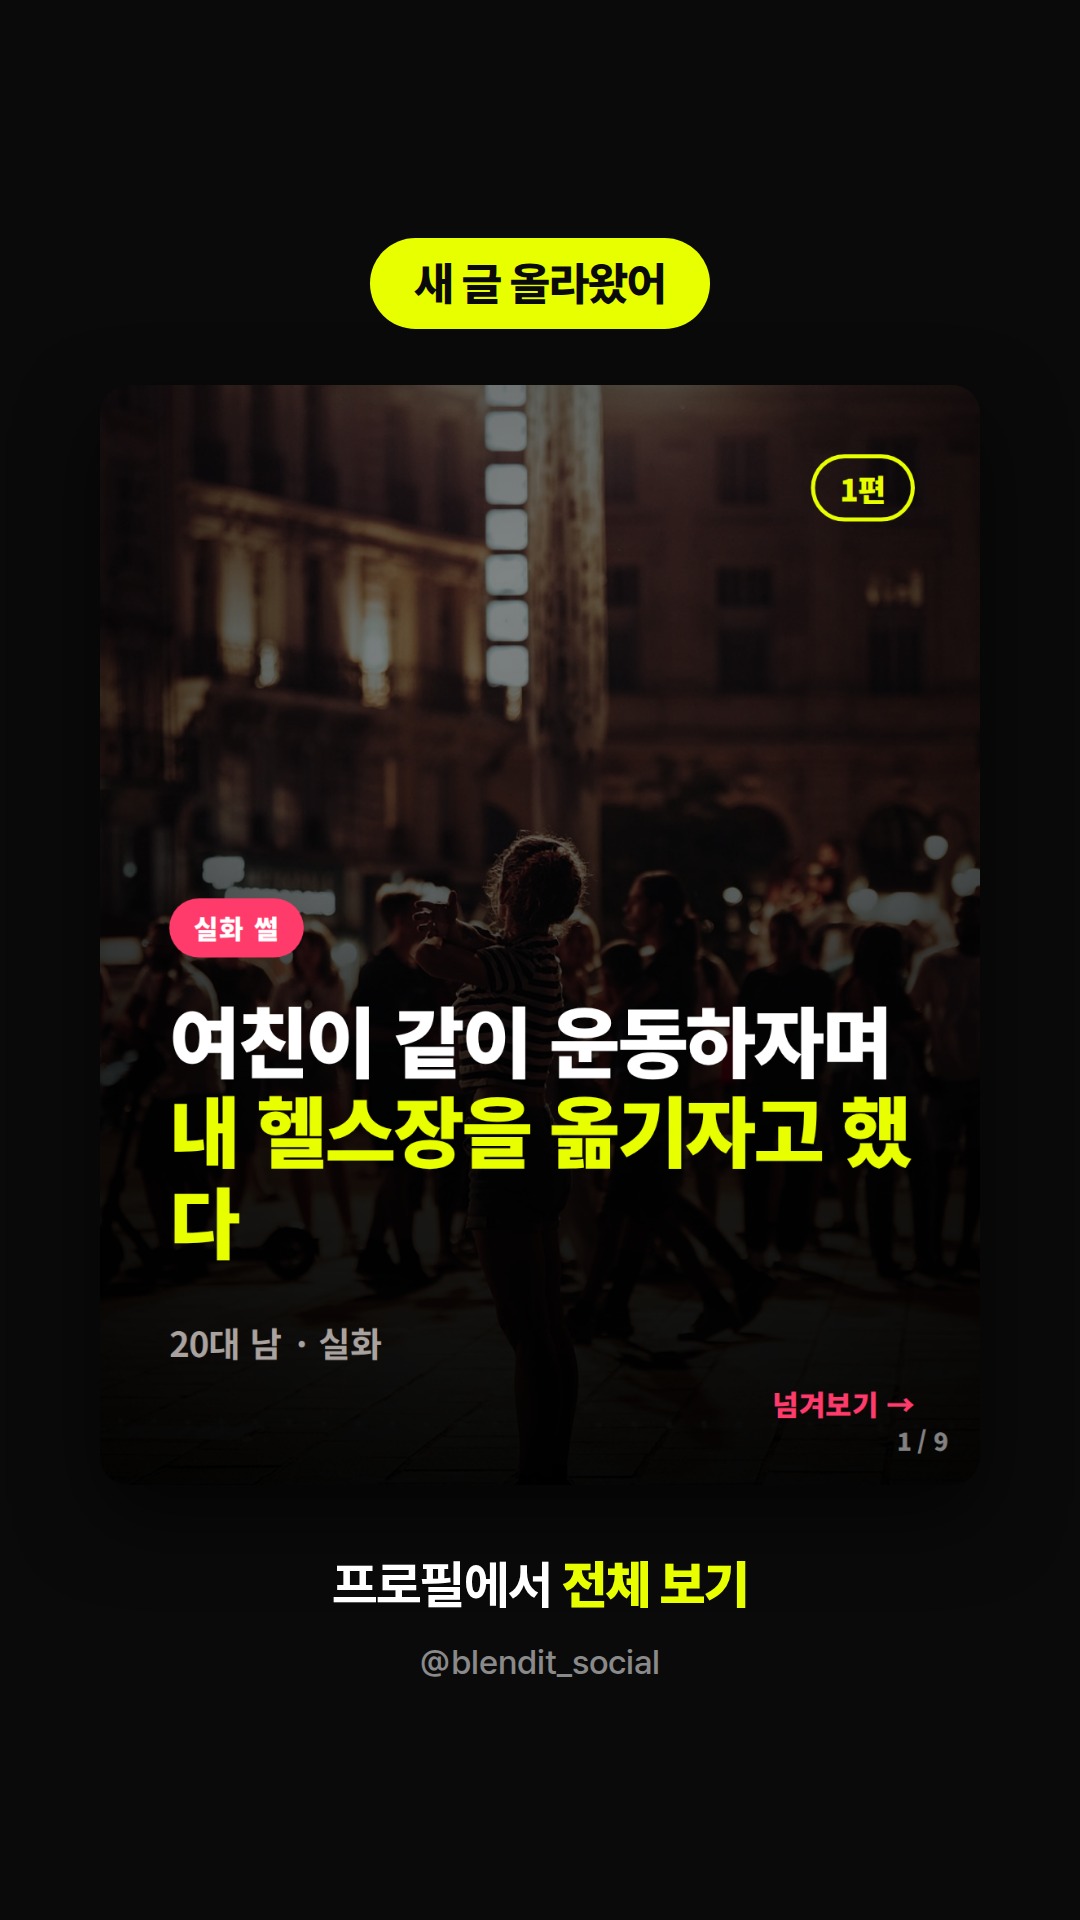 새 글 올라왔어
1편
실화 썰
여친이 같이 운동하자며
내 헬스장을 옮기자고 했
다
20대 남 · 실화
넘겨보기 →
1 / 9
프로필에서 전체 보기
@blendit_social